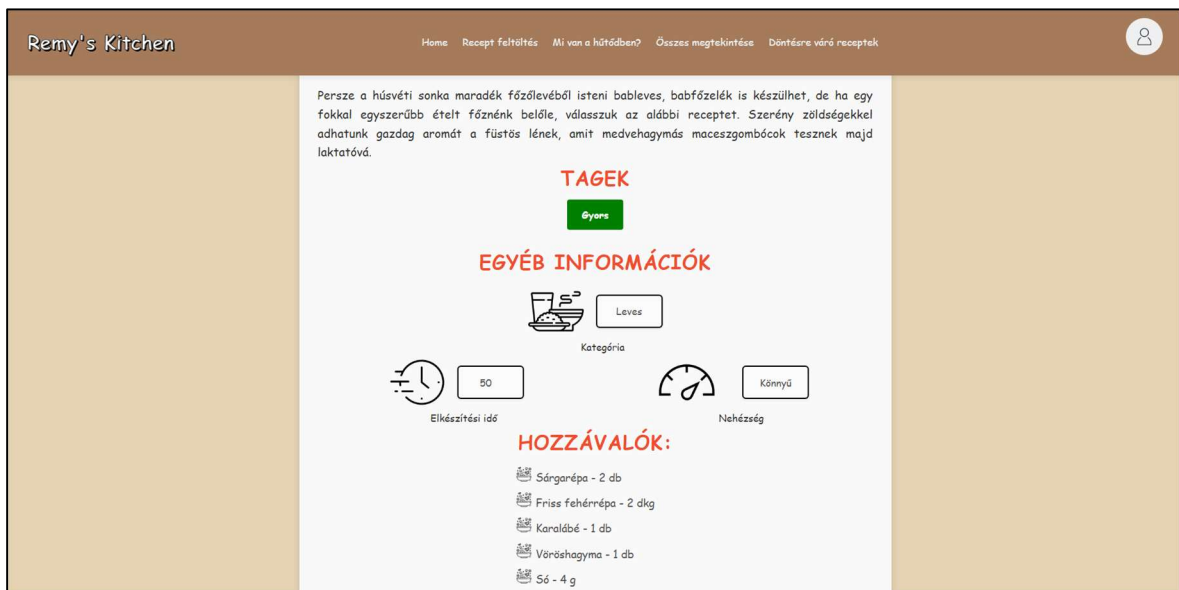 Remy's Kitchen
Home Recept feltöltés Mi van a hűtődben? Összes megtekintése Döntésre váró receptek
Persze a húsvéti sonka maradék főzőlevéből isteni bableves, babfőzelék is készülhet, de ha egy
fokkal egyszerűbb ételt főznénk belőle, válasszuk az alábbi receptet. Szerény zöldségekkel
adhatunk gazdag aromát a füstös lének, amit medvehagymás maceszgombócok tesznek majd
laktatóvá.
TAGEK
Gyors
EGYÉB INFORMÁCIÓK
Leves
Kategória
50
Elkészítési idő
Könnyű
Nehézség
HOZZÁVALÓK:
Sárgarépa - 2 db
Friss fehérrépa - 2 dkg
Karalábé - 1 db
Vöröshagyma - 1 db
Só - 4 g